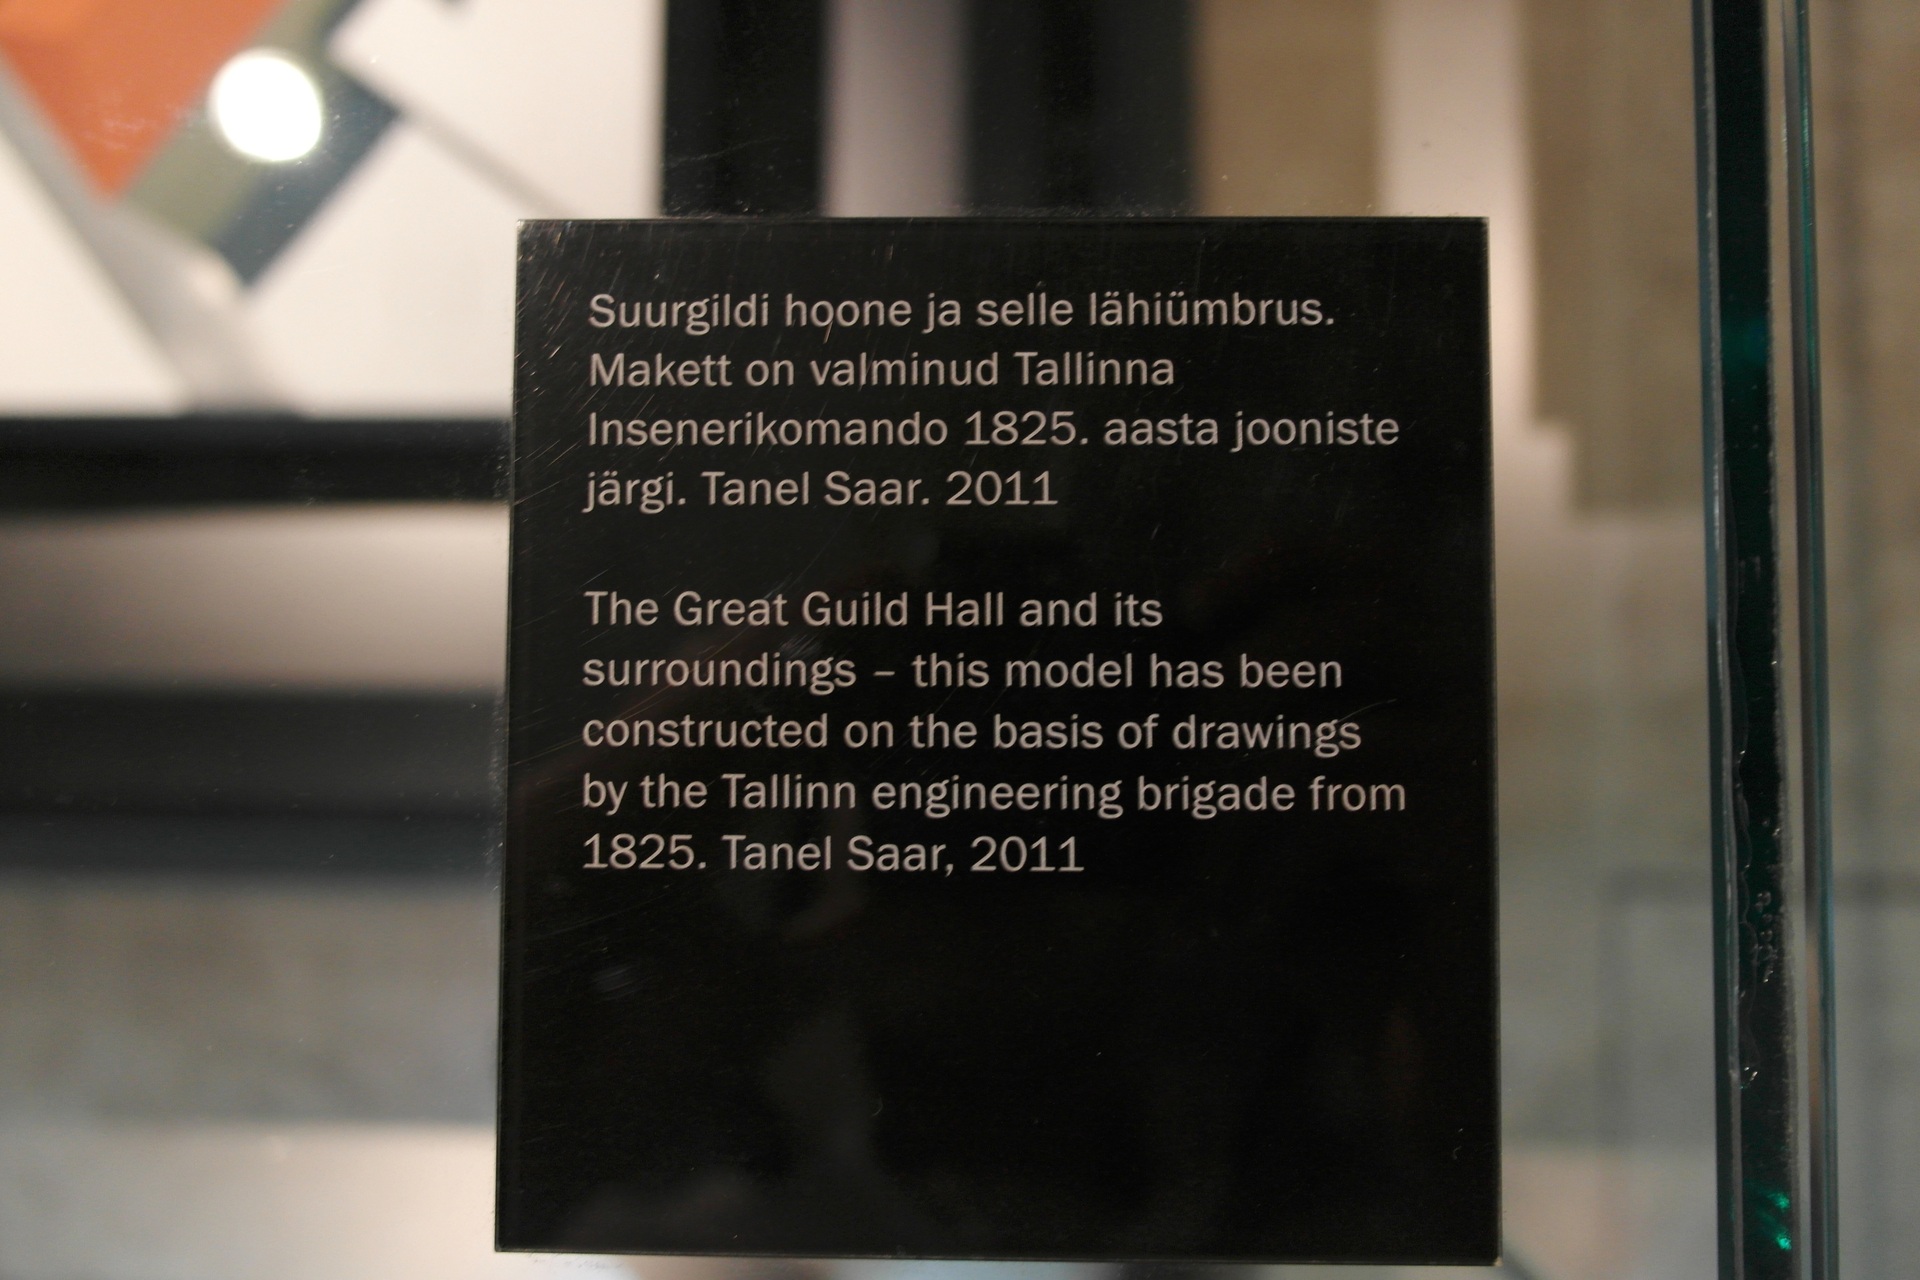 Suurgildi hoone ja selle lähiümbrus.
Makett on valminud Tallinna
Insenerikomando 1825. aasta jooniste
järgi. Tanel Saar. 2011
The Great Guild Hall and its
surroundings – this model has been
constructed on the basis of drawings
by the Tallinn engineering brigade from
1825. Tanel Saar, 2011